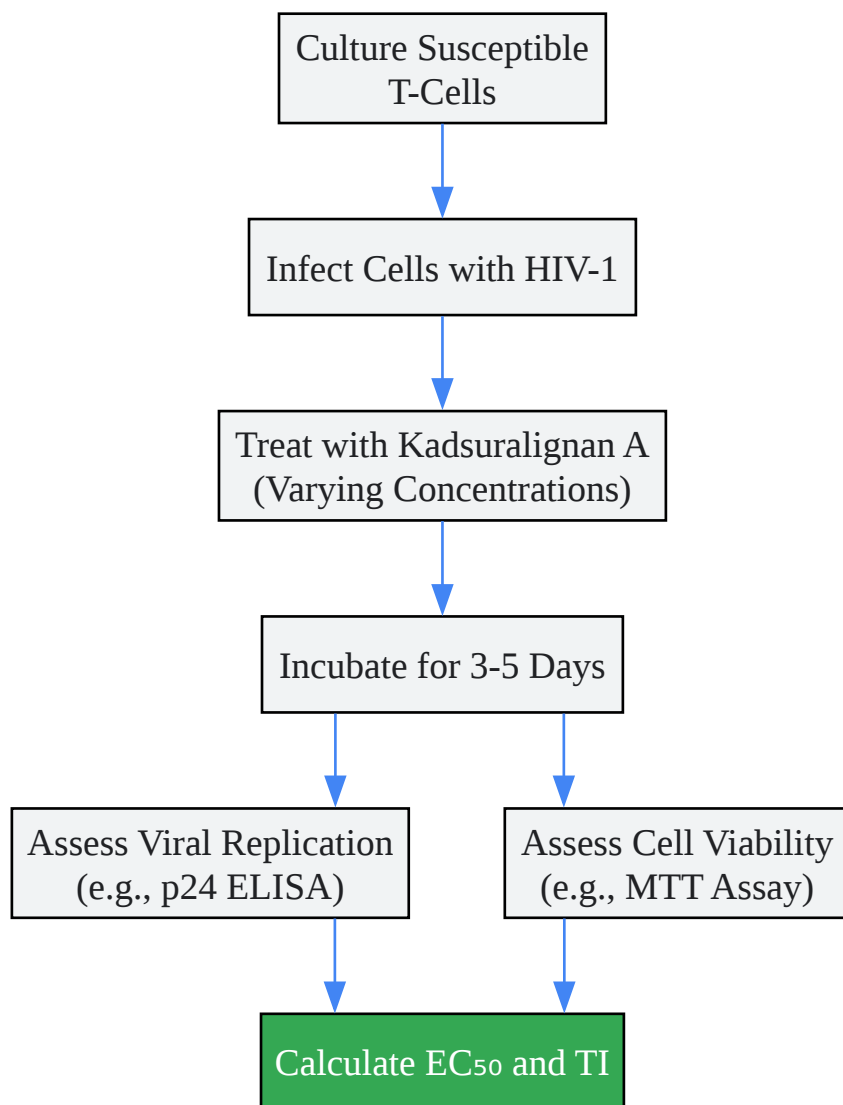 Culture Susceptible
T-Cells
Infect Cells with HIV-1
Treat with Kadsuralignan A
(Varying Concentrations)
Incubate for 3-5 Days
Assess Viral Replication
(e.g., p24 ELISA)
Assess Cell Viability
(e.g., MTT Assay)
Calculate EC₅₀ and TI